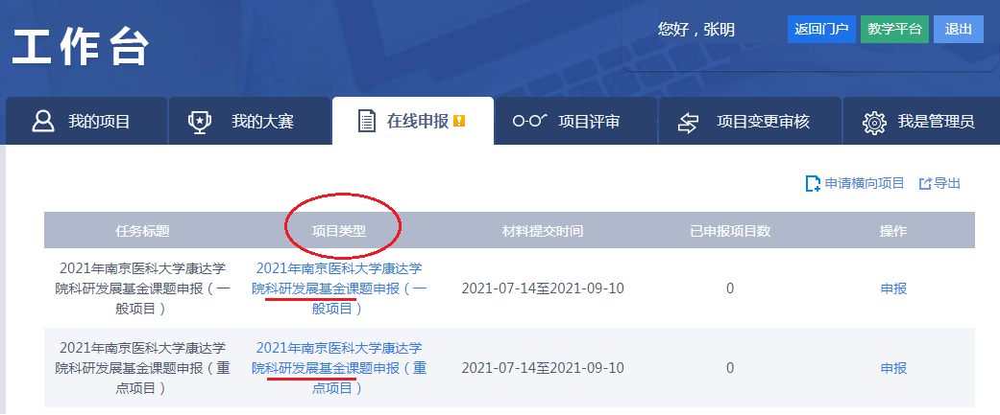 工作台
您好，张明
返回门户
教学平台
退出
我的项目
我的大赛
在线申报
项目评审
项目变更审核
我是管理员
申请横向项目
导出
任务标题
项目类型
材料提交时间
已申报项目数
操作
2021年南京医科大学康达学
院科研发展基金课题申报（一
般项目）
2021年南京医科大学康达学
院科研发展基金课题申报（一
般项目）
2021-07-14至2021-09-10
0
申报
2021年南京医科大学康达学
院科研发展基金课题申报（重
点项目）
2021年南京医科大学康达学
院科研发展基金课题申报（重
点项目）
2021-07-14至2021-09-10
0
申报